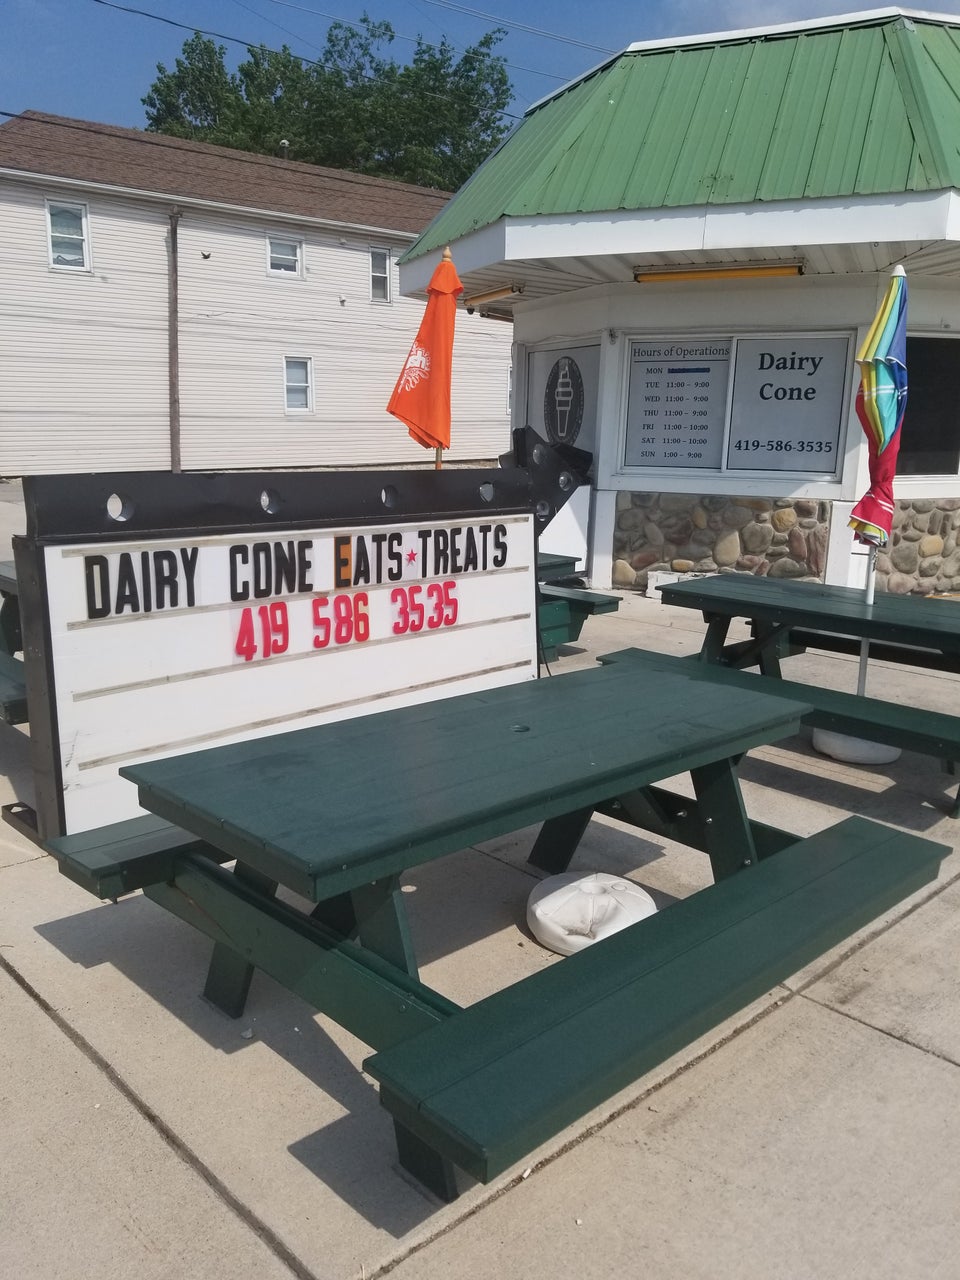 Hours of Operations
MON
TUE 11:00 - 9:00
WED 11:00 - 9:00
THU 11:00 - 9:00
FRI 11:00 - 10:00
SAT 11:00 - 10:00
SUN 1:00 - 9:00
Dairy
Cone
419-586-3535
DAIRY CONE EATS★TREATS
419 586 3535